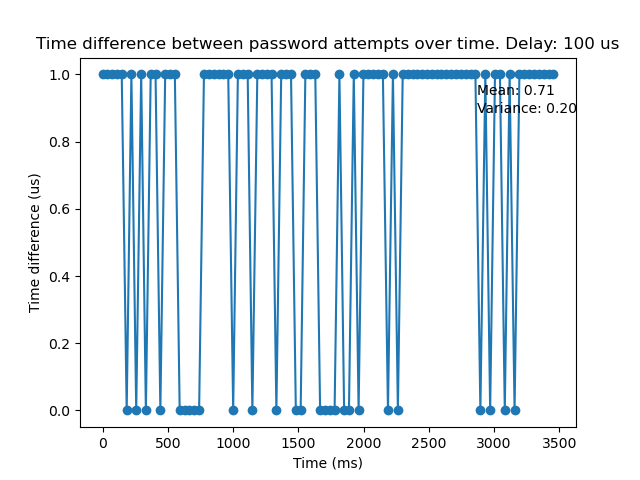 Time difference between password attempts over time. Delay: 100 us
1.0
Mean: 0.71
Variance: 0.20
0.8
0.6
0.4
0.2
0.0
Time difference (us)
0 500 1000 1500 2000 2500 3000 3500
Time (ms)